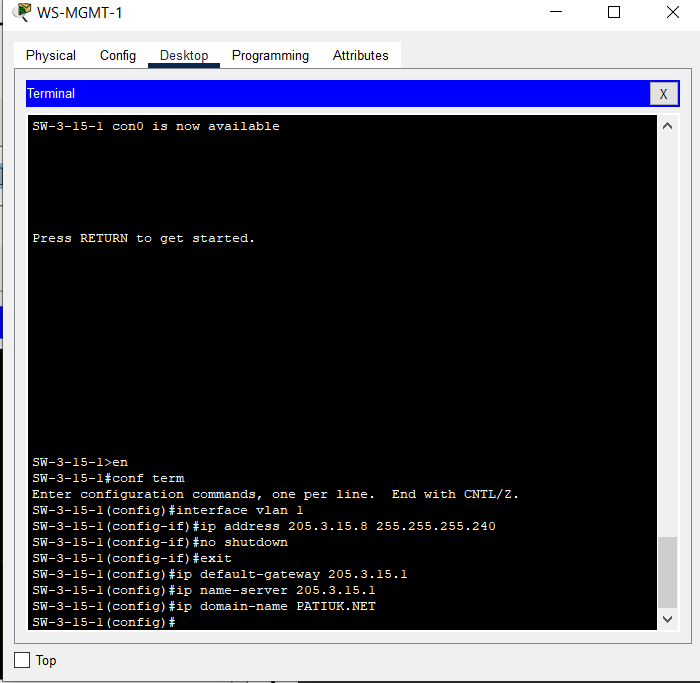 WS-MGMT-1
Physical Config Desktop Programming Attributes
Terminal X
SW-3-15-1 con0 is now available
Press RETURN to get started.
SW-3-15-1>en
SW-3-15-1#conf term
Enter configuration commands, one per line.  End with CNTL/Z.
SW-3-15-1(config)#interface vlan 1
SW-3-15-1(config-if)#ip address 205.3.15.8 255.255.255.240
SW-3-15-1(config-if)#no shutdown
SW-3-15-1(config-if)#exit
SW-3-15-1(config)#ip default-gateway 205.3.15.1
SW-3-15-1(config)#ip name-server 205.3.15.1
SW-3-15-1(config)#ip domain-name PATIUK.NET
SW-3-15-1(config)#
Top